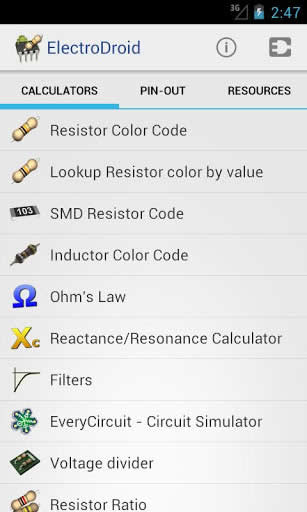 3G
2:47
ElectroDroid
CALCULATORS
PIN-OUT
RESOURCES
Resistor Color Code
Lookup Resistor color by value
103
SMD Resistor Code
Inductor Color Code
Ω
Ohm's Law
Xc
Reactance/Resonance Calculator
Filters
EveryCircuit - Circuit Simulator
Voltage divider
Resistor Ratio